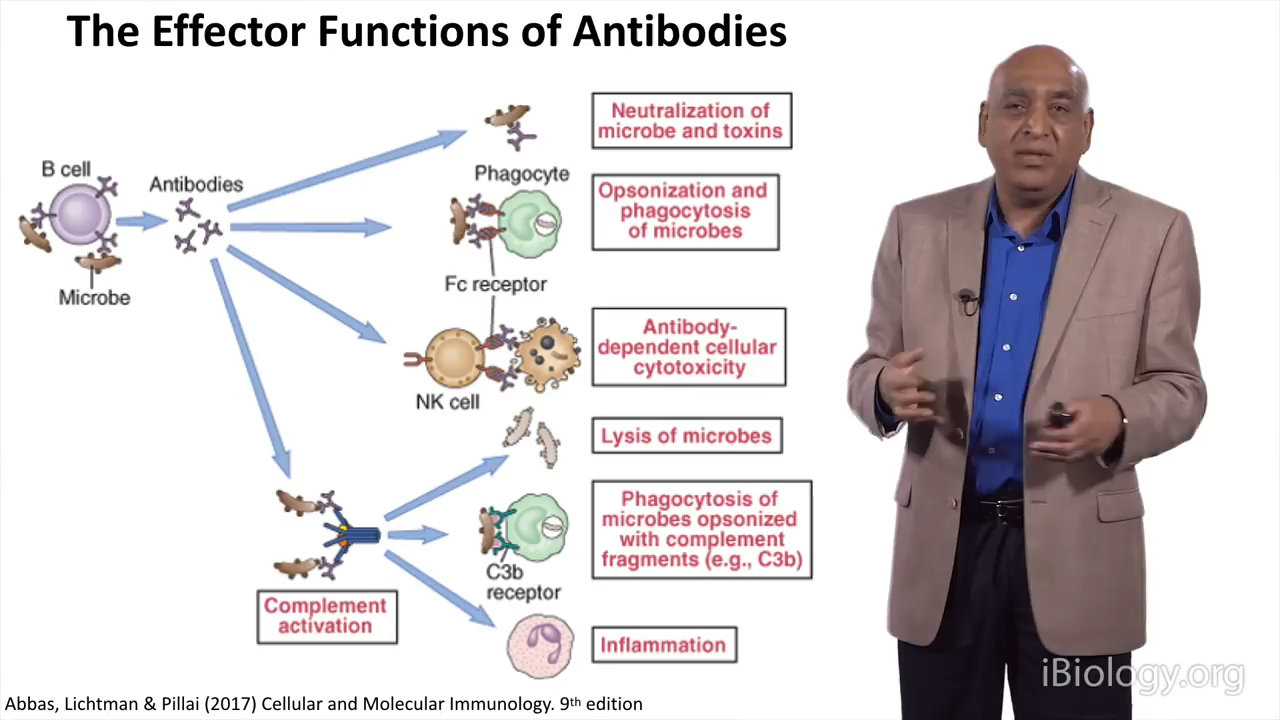 The Effector Functions of Antibodies
Neutralization of
microbe and toxins
B cell
Antibodies
Phagocyte
Opsonization and
phagocytosis
of microbes
Microbe
Fc receptor
Antibody-
dependent cellular
cytotoxicity
NK cell
Lysis of microbes
Phagocytosis of
microbes opsonized
with complement
fragments (e.g., C3b)
C3b
receptor
Complement
activation
Inflammation
iBiology.org
Abbas, Lichtman & Pillai (2017) Cellular and Molecular Immunology. 9th edition